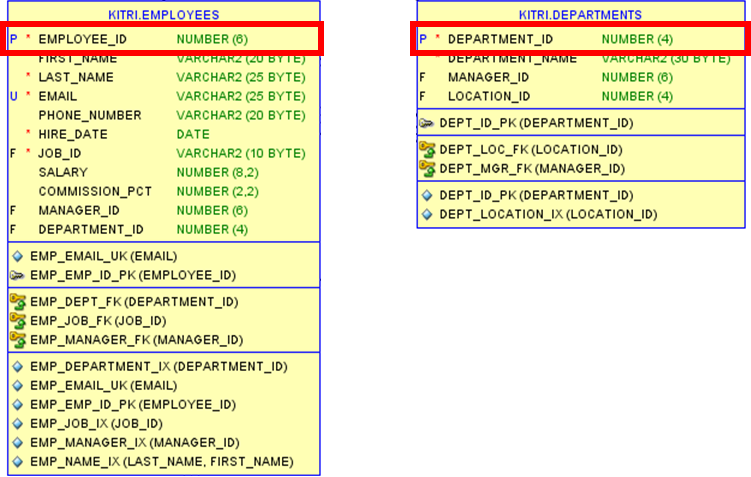 KITRI.EMPLOYEES
P * EMPLOYEE_ID NUMBER (6)
FIRST_NAME VARCHAR2 (20 BYTE)
* LAST_NAME VARCHAR2 (25 BYTE)
U * EMAIL VARCHAR2 (25 BYTE)
PHONE_NUMBER VARCHAR2 (20 BYTE)
* HIRE_DATE DATE
F * JOB_ID VARCHAR2 (10 BYTE)
SALARY NUMBER (8,2)
COMMISSION_PCT NUMBER (2,2)
F MANAGER_ID NUMBER (6)
F DEPARTMENT_ID NUMBER (4)
EMP_EMAIL_UK (EMAIL)
EMP_EMP_ID_PK (EMPLOYEE_ID)
EMP_DEPT_FK (DEPARTMENT_ID)
EMP_JOB_FK (JOB_ID)
EMP_MANAGER_FK (MANAGER_ID)
EMP_DEPARTMENT_IX (DEPARTMENT_ID)
EMP_EMAIL_UK (EMAIL)
EMP_EMP_ID_PK (EMPLOYEE_ID)
EMP_JOB_IX (JOB_ID)
EMP_MANAGER_IX (MANAGER_ID)
EMP_NAME_IX (LAST_NAME, FIRST_NAME)
KITRI.DEPARTMENTS
P * DEPARTMENT_ID NUMBER (4)
* DEPARTMENT_NAME VARCHAR2 (30 BYTE)
F MANAGER_ID NUMBER (6)
F LOCATION_ID NUMBER (4)
DEPT_ID_PK (DEPARTMENT_ID)
DEPT_LOC_FK (LOCATION_ID)
DEPT_MGR_FK (MANAGER_ID)
DEPT_ID_PK (DEPARTMENT_ID)
DEPT_LOCATION_IX (LOCATION_ID)